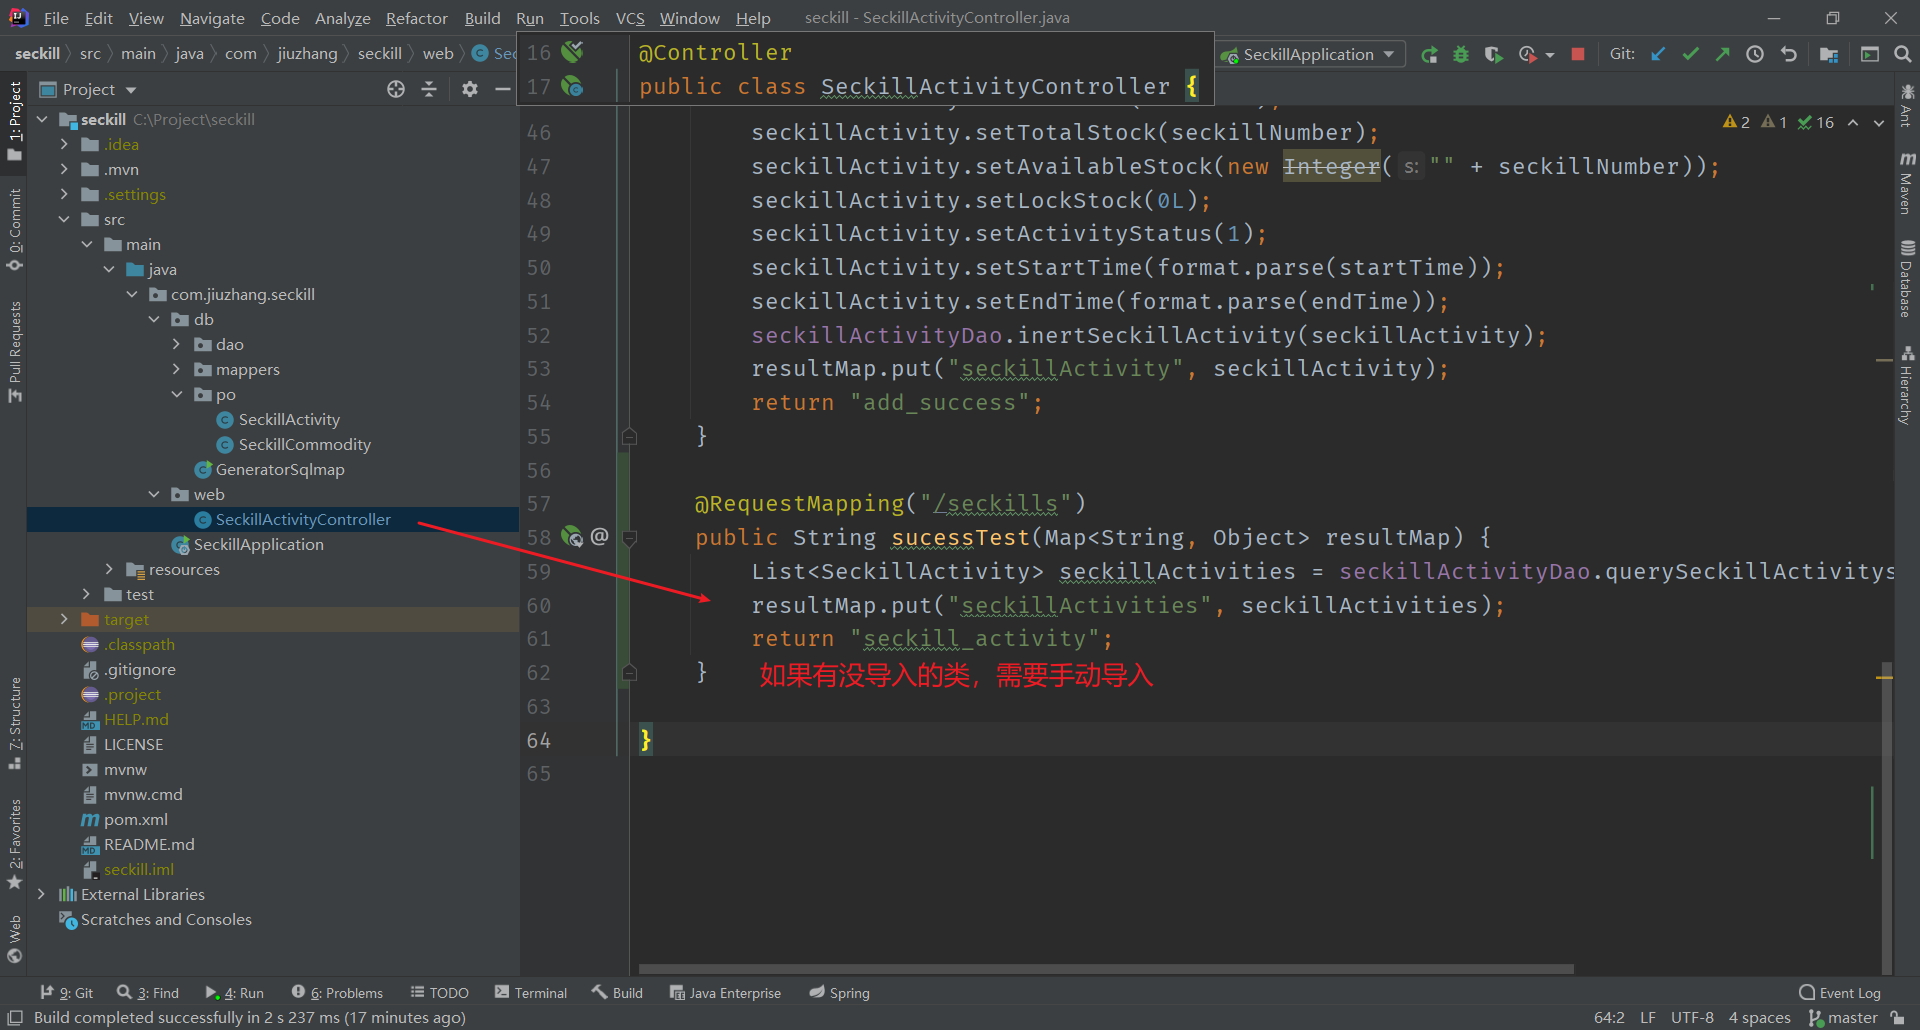 File Edit View Navigate Code Analyze Refactor Build Run Tools VCS Window Help seckill - SeckillActivityController.java
seckill src main java com jiuzhang seckill web Sec
SeckillApplication Git:
16 @Controller
17 public class SeckillActivityController {
Project
seckill C:\Project\seckill
.idea
.mvn
.settings
src
main
java
com.jiuzhang.seckill
db
dao
mappers
po
SeckillActivity
SeckillCommodity
GeneratorSqlmap
web
SeckillActivityController
SeckillApplication
resources
test
target
.classpath
.gitignore
.project
HELP.md
LICENSE
mvnw
mvnw.cmd
pom.xml
README.md
seckill.iml
External Libraries
Scratches and Consoles
1: Project
0: Commit
Pull Requests
7: Structure
2: Favorites
Web
2 1 16
46 seckillActivity.setTotalStock(seckillNumber);
47 seckillActivity.setAvailableStock(new Integer( s: "" + seckillNumber));
48 seckillActivity.setLockStock(0L);
49 seckillActivity.setActivityStatus(1);
50 seckillActivity.setStartTime(format.parse(startTime));
51 seckillActivity.setEndTime(format.parse(endTime));
52 seckillActivityDao.inertSeckillActivity(seckillActivity);
53 resultMap.put("seckillActivity", seckillActivity);
54 return "add_success";
55 }
56
57 @RequestMapping("/seckills")
58 @ public String sucessTest(Map<String, Object> resultMap) {
59 List<SeckillActivity> seckillActivities = seckillActivityDao.querySeckillActivitys
60 resultMap.put("seckillActivities", seckillActivities);
61 return "seckill_activity";
62 } 如果有没导入的类，需要手动导入
63
64 }
65
Ant
Maven
Database
Hierarchy
9: Git 3: Find 4: Run 6: Problems TODO Terminal Build Java Enterprise Spring Event Log
Build completed successfully in 2 s 237 ms (17 minutes ago) 64:2 LF UTF-8 4 spaces master